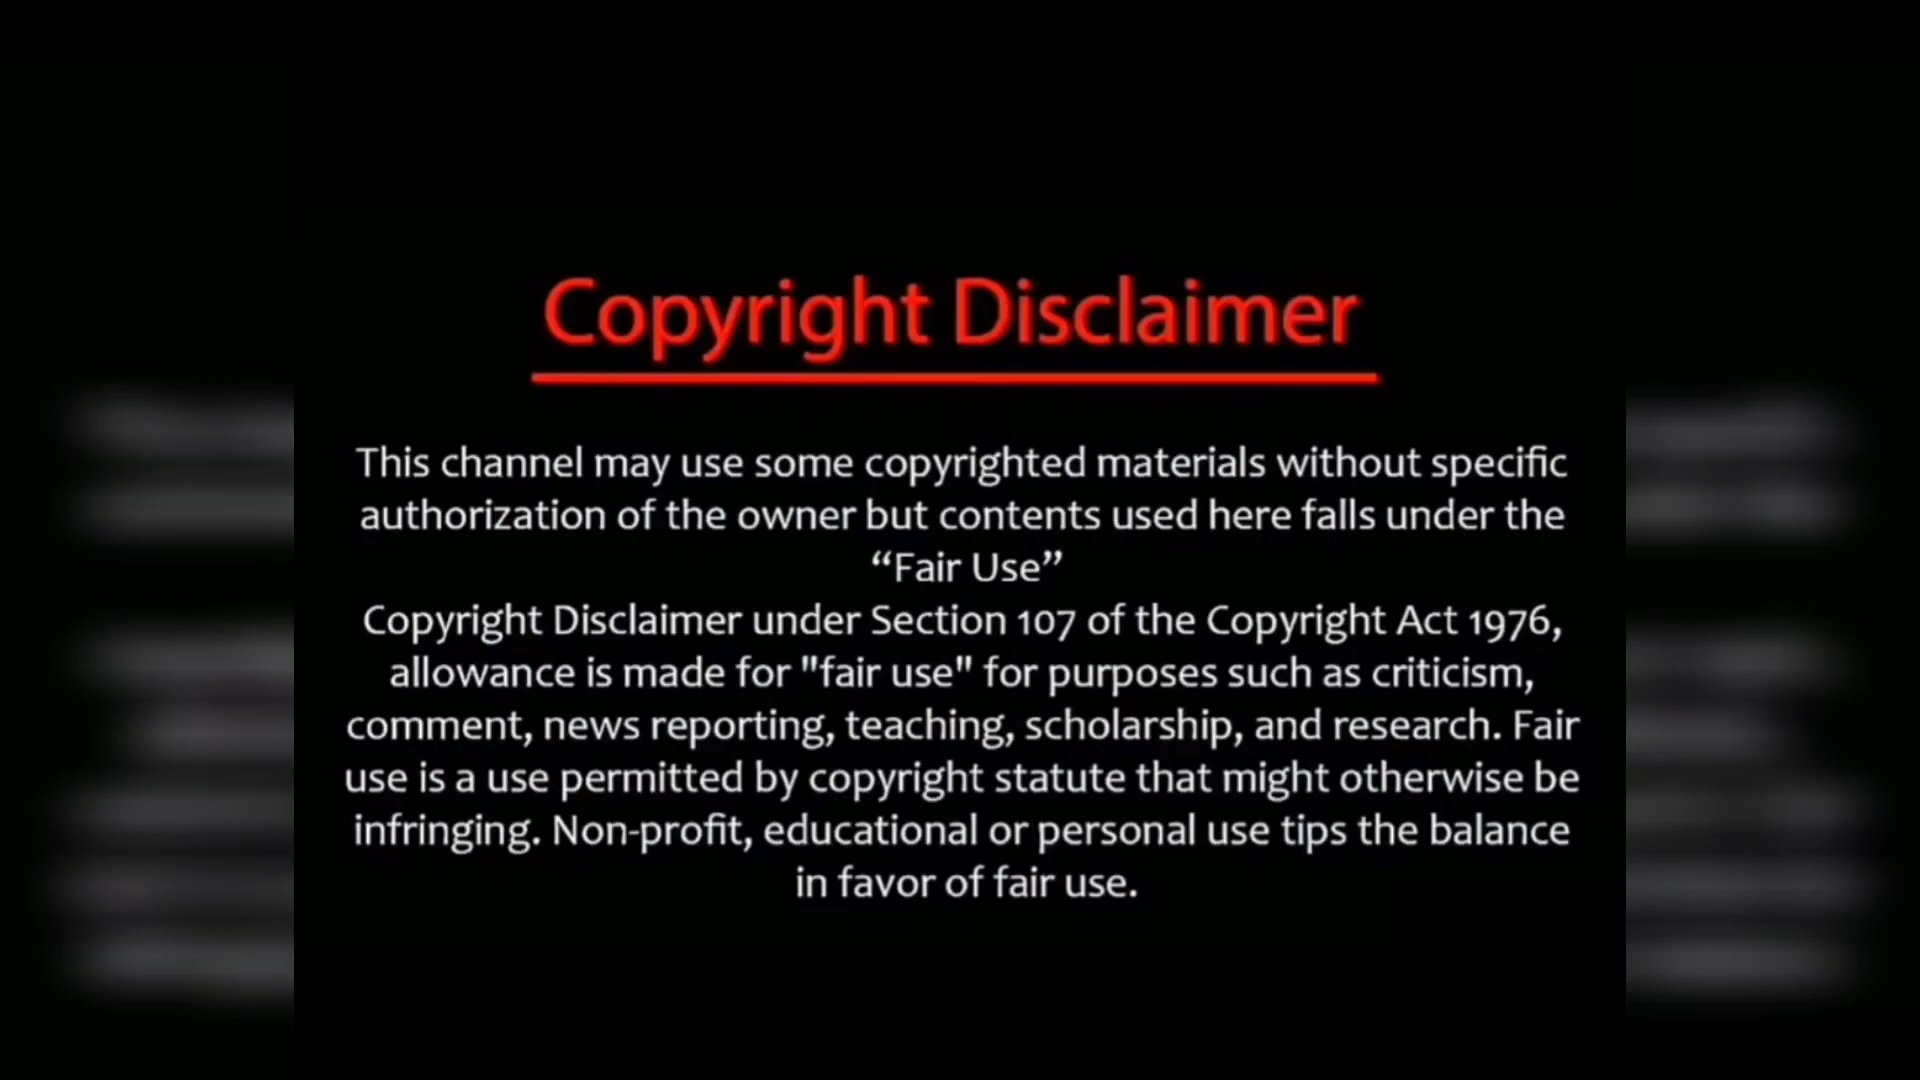 Copyright Disclaimer
This channel may use some copyrighted materials without specific
authorization of the owner but contents used here falls under the
“Fair Use”
Copyright Disclaimer under Section 107 of the Copyright Act 1976,
allowance is made for "fair use" for purposes such as criticism,
comment, news reporting, teaching, scholarship, and research. Fair
use is a use permitted by copyright statute that might otherwise be
infringing. Non-profit, educational or personal use tips the balance
in favor of fair use.